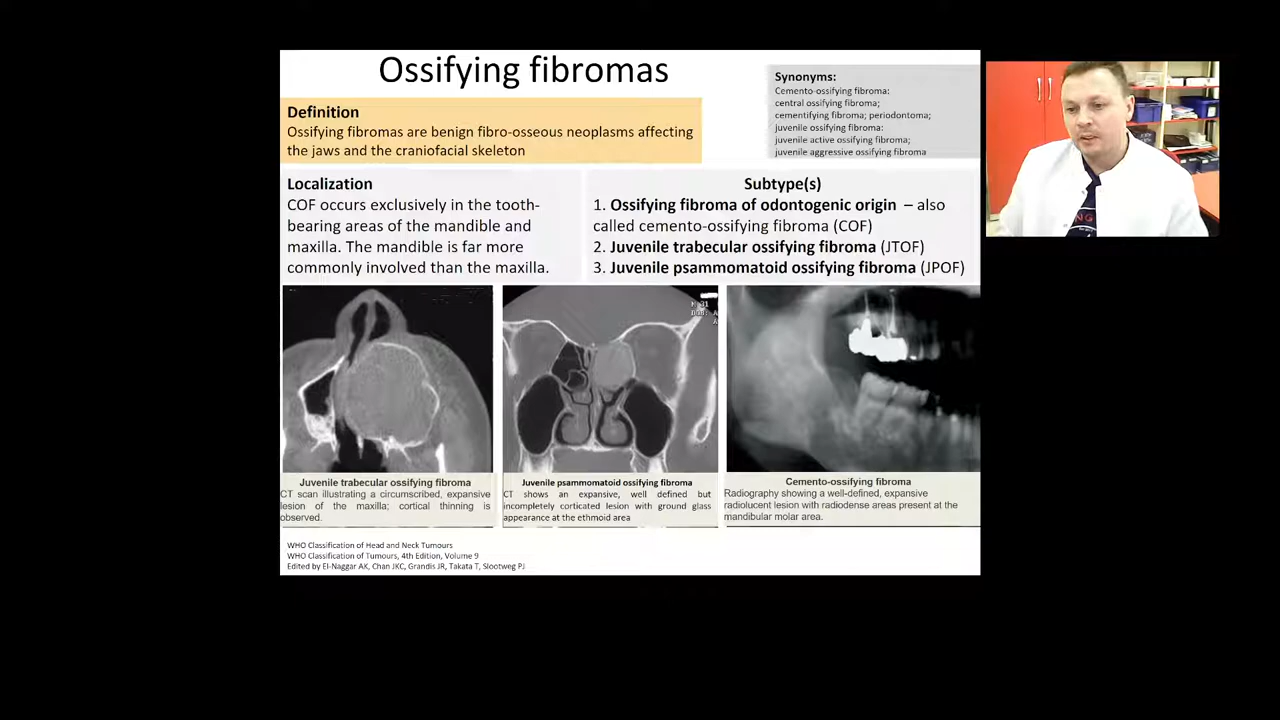 Ossifying fibromas
Synonyms:
Cemento-ossifying fibroma:
central ossifying fibroma;
cementifying fibroma; periodontoma;
juvenile ossifying fibroma:
juvenile active ossifying fibroma;
juvenile aggressive ossifying fibroma
Definition
Ossifying fibromas are benign fibro-osseous neoplasms affecting
the jaws and the craniofacial skeleton
Localization
COF occurs exclusively in the tooth-
bearing areas of the mandible and
maxilla. The mandible is far more
commonly involved than the maxilla.
Subtype(s)
1. Ossifying fibroma of odontogenic origin – also
called cemento-ossifying fibroma (COF)
2. Juvenile trabecular ossifying fibroma (JTOF)
3. Juvenile psammomatoid ossifying fibroma (JPOF)
Juvenile trabecular ossifying fibroma
CT scan illustrating a circumscribed, expansive
lesion of the maxilla; cortical thinning is
observed.
Juvenile psammomatoid ossifying fibroma
CT shows an expansive, well defined but
incompletely corticated lesion with ground glass
appearance at the ethmoid area
Cemento-ossifying fibroma
Radiography showing a well-defined, expansive
radiolucent lesion with radiodense areas present at the
mandibular molar area.
WHO Classification of Head and Neck Tumours
WHO Classification of Tumours, 4th Edition, Volume 9
Edited by El-Naggar AK, Chan JKC, Grandis JR, Takata T, Slootweg PJ